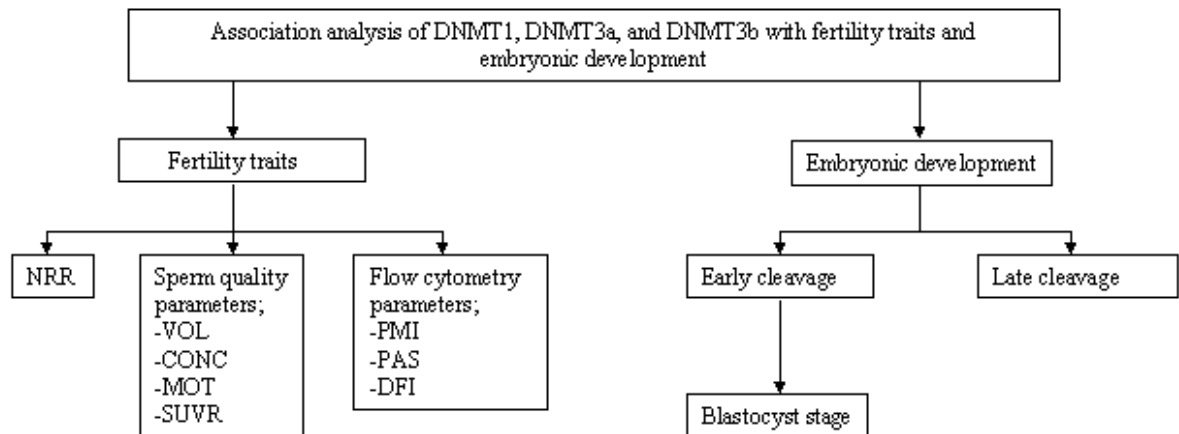 Association analysis of DNMT1, DNMT3a, and DNMT3b with fertility traits and
embryonic development
Fertility traits
Embryonic development
NRR
Sperm quality
parameters;
-VOL
-CONC
-MOT
-SUVR
Flow cytometry
parameters;
-PMI
-PAS
-DFI
Early cleavage
Late cleavage
Blastocyst stage